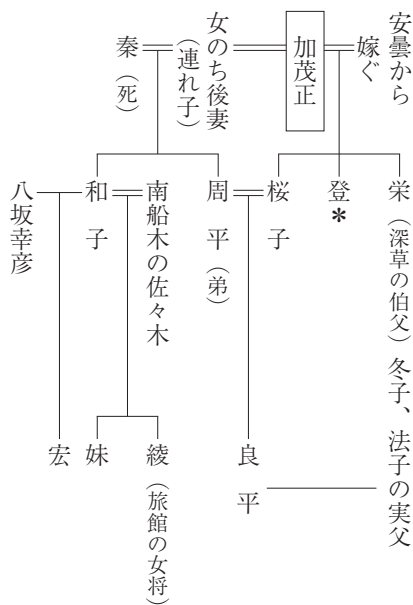 安曇から
嫁ぐ
加茂正
女のち後妻
(連れ子)
秦(死)
栄(深草の伯父)冬子、法子の実父
登*
桜子
周平(弟)
南船木の佐々木
和子
八坂幸彦
良平
綾(旅館の女将)
妹
宏